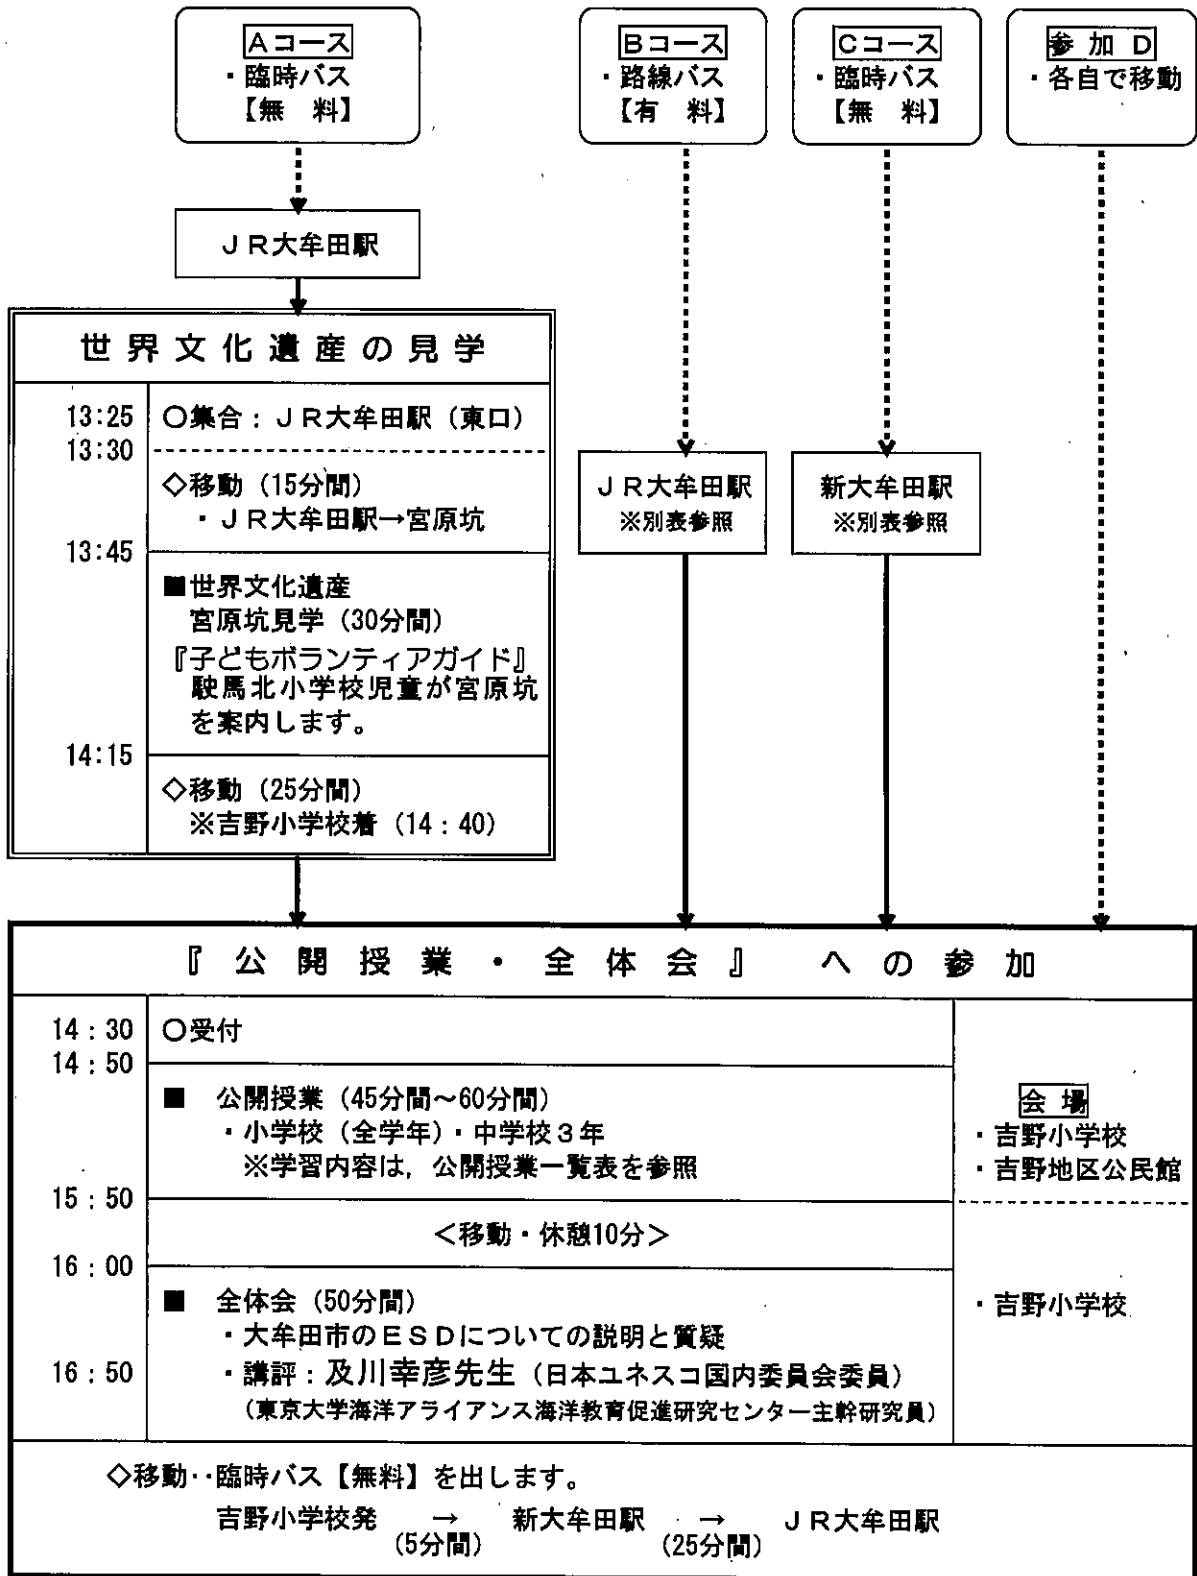 Aコース
・臨時バス
【無 料】
Bコース
・路線バス
【有 料】
Cコース
・臨時バス
【無 料】
参加D
・各自で移動
JR大牟田駅
世界文化遺産の見学
13:25
○集合:JR大牟田駅(東口)
13:30
◇移動(15分間)
・JR大牟田駅→宮原坑
13:45
■世界文化遺産
宮原坑見学(30分間)
『子どもボランティアガイド』
駛馬北小学校児童が宮原坑
を案内します。
14:15
◇移動(25分間)
※吉野小学校着(14:40)
JR大牟田駅
※別表参照
新大牟田駅
※別表参照
『公開授業・全体会』への参加
14:30
○受付
14:50
■ 公開授業(45分間~60分間)
・小学校(全学年)・中学校3年
※学習内容は,公開授業一覧表を参照
会場
・吉野小学校
・吉野地区公民館
15:50
<移動・休憩10分>
16:00
■ 全体会(50分間)
・大牟田市のESDについての説明と質疑
16:50
・講評:及川幸彦先生(日本ユネスコ国内委員会委員)
(東京大学海洋アライアンス海洋教育促進研究センター主幹研究員)
・吉野小学校
◇移動‥臨時バス【無料】を出します。
吉野小学校発 → 新大牟田駅 → JR大牟田駅
(5分間) (25分間)